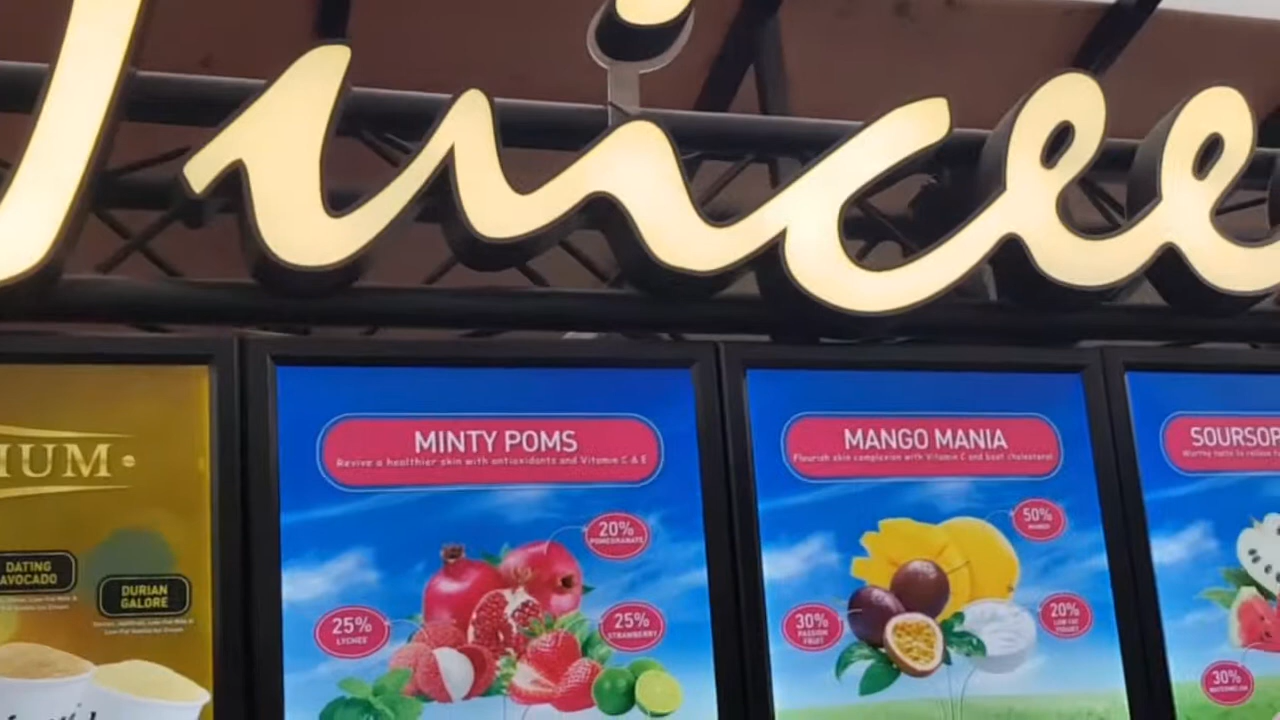 Juicee
IUM
DATING
AVOCADO
DURIAN
GALORE
MINTY POMS
Revive a healthier skin with antioxidants and Vitamin C & E
20%
POMEGRANATE
25%
LYCHEE
25%
STRAWBERRY
MANGO MANIA
Flourish skin complexion with Vitamin C and beat cholesterol
50%
MANGO
30%
PASSION
FRUIT
20%
LOW FAT
YOGURT
SOURSOP
30%
WATERMELON